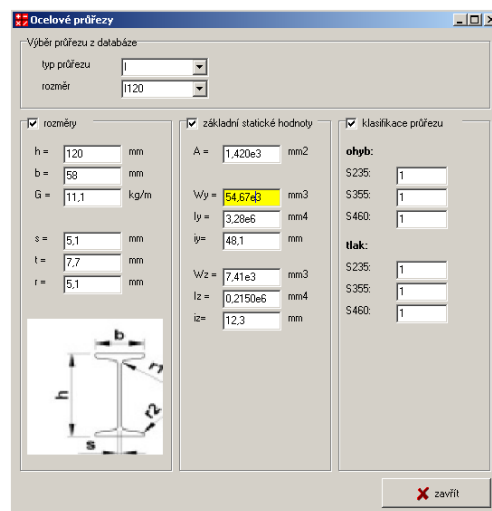 Ocelové průřezy
Výběr průřezu z databáze
typ průřezu I
rozměr I120
rozměry
h = 120 mm
b = 58 mm
G = 11,1 kg/m
s = 5,1 mm
t = 7,7 mm
r = 5,1 mm
b
h
r1
r2
s
základní statické hodnoty
A = 1,420e3 mm2
Wy = 54,67e3 mm3
Iy = 3,28e6 mm4
iy= 48,1 mm
Wz = 7,41e3 mm3
Iz = 0,2150e6 mm4
iz= 12,3 mm
klasifikace průřezu
ohyb:
S235: 1
S355: 1
S460: 1
tlak:
S235: 1
S355: 1
S460: 1
zavřít